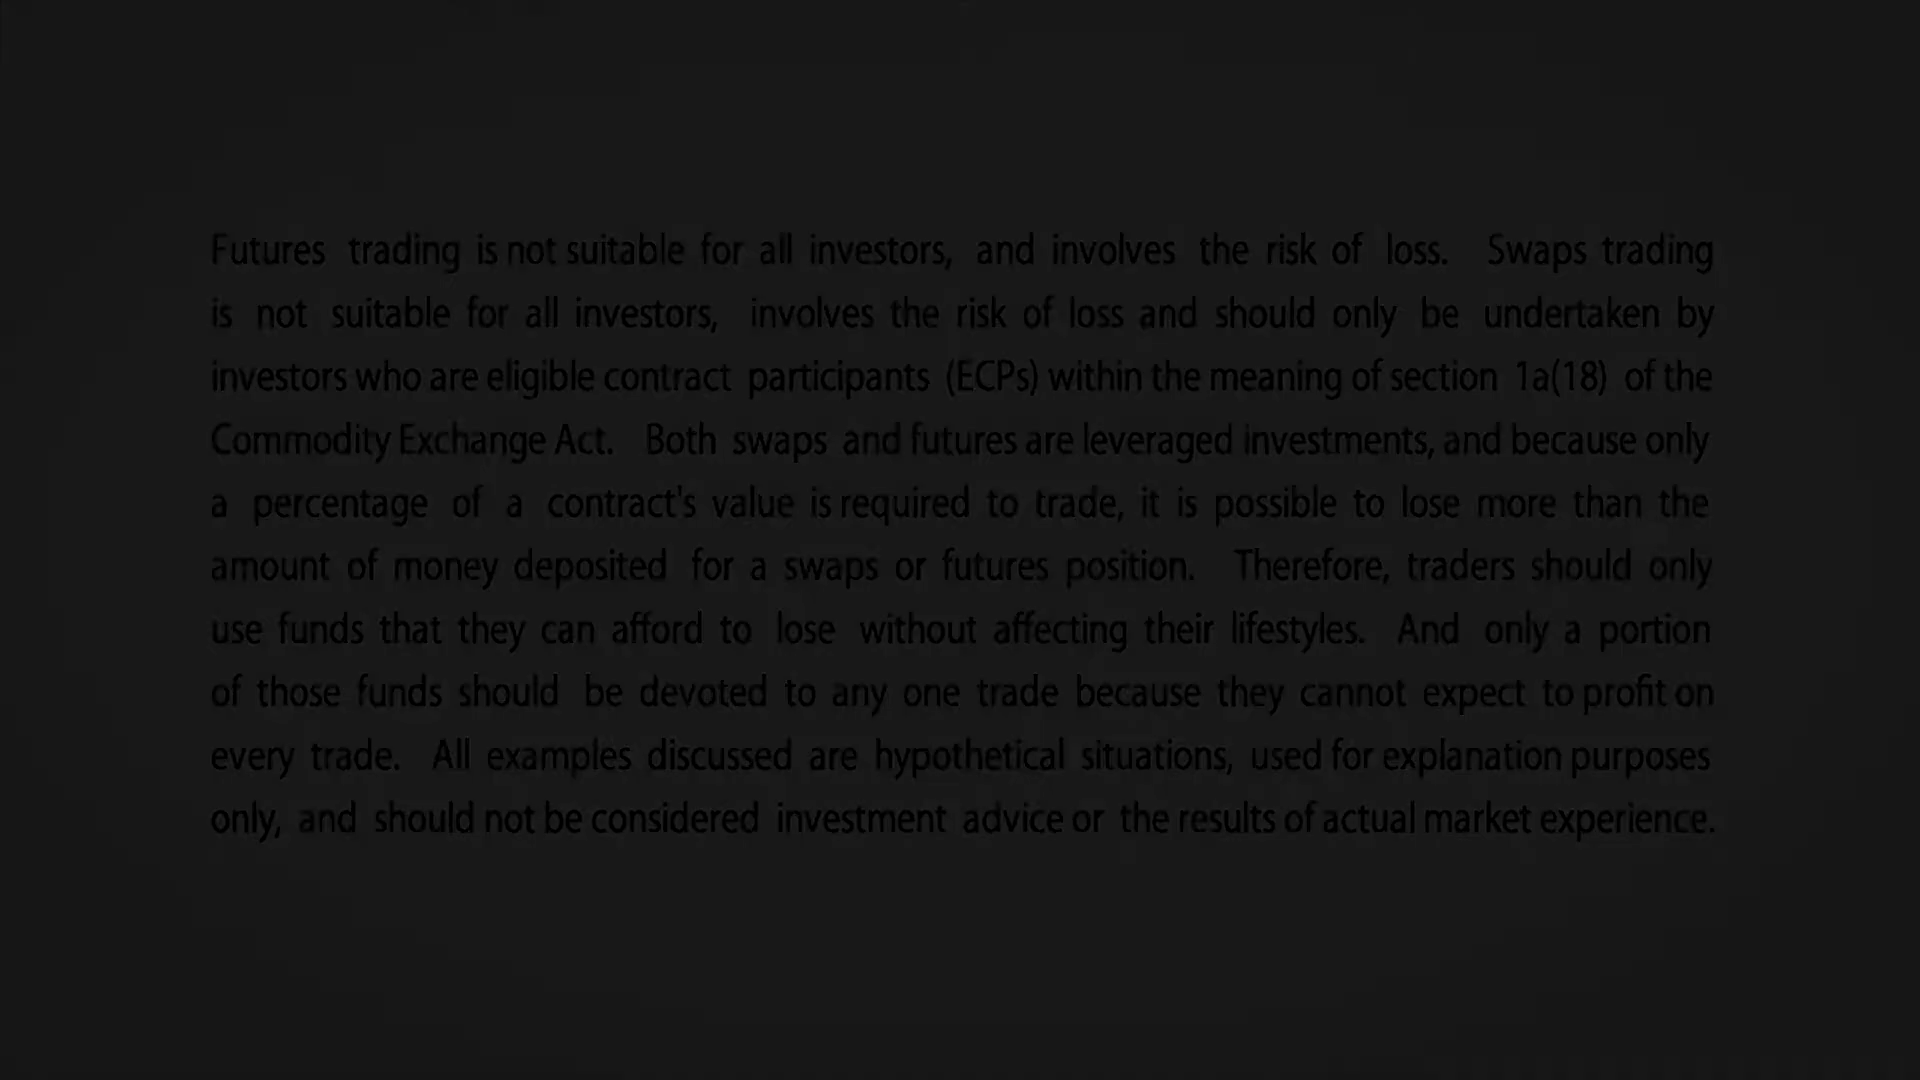 Futures trading is not suitable for all investors, and involves the risk of loss. Swaps trading
is not suitable for all investors, involves the risk of loss and should only be undertaken by
investors who are eligible contract participants (ECPs) within the meaning of section 1a(18) of the
Commodity Exchange Act. Both swaps and futures are leveraged investments, and because only
a percentage of a contract's value is required to trade, it is possible to lose more than the
amount of money deposited for a swaps or futures position. Therefore, traders should only
use funds that they can afford to lose without affecting their lifestyles. And only a portion
of those funds should be devoted to any one trade because they cannot expect to profit on
every trade. All examples discussed are hypothetical situations, used for explanation purposes
only, and should not be considered investment advice or the results of actual market experience.